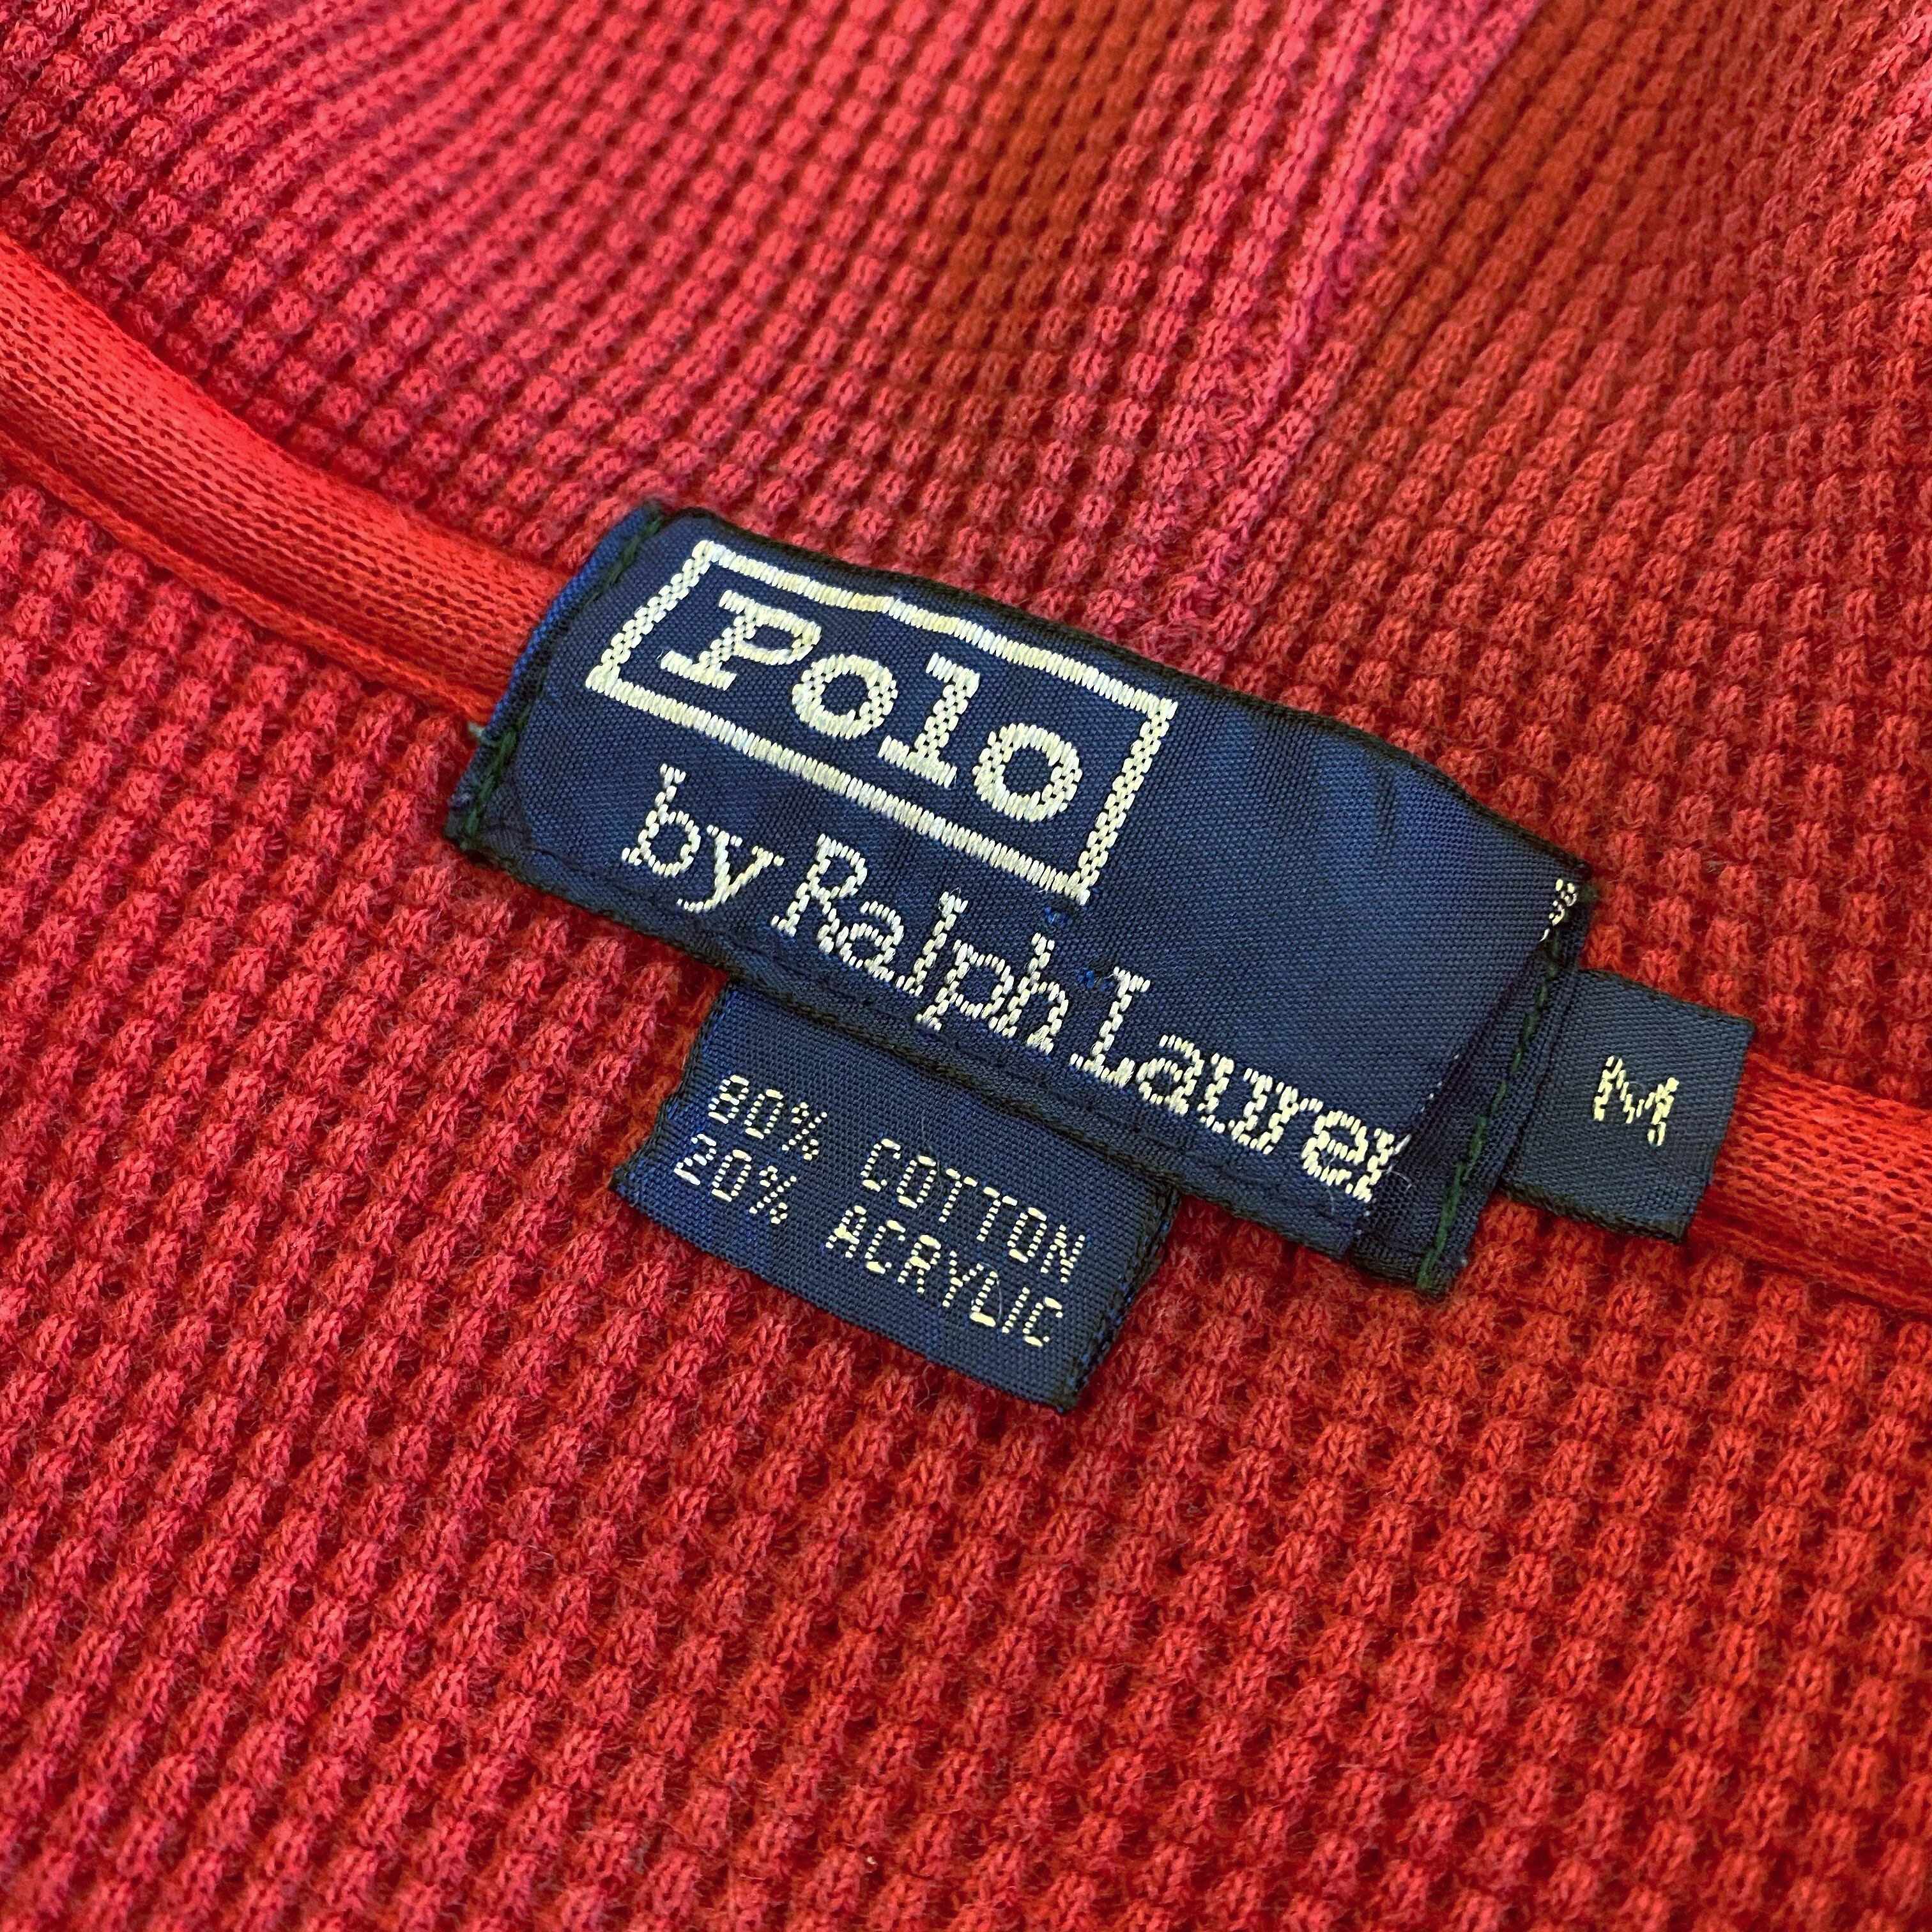 Polo
by Ralph Lauren
M
80% COTTON
20% ACRYLIC